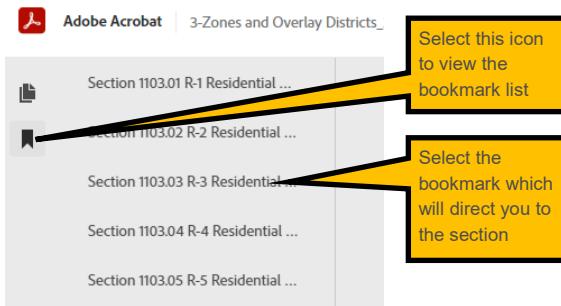 Adobe Acrobat 3-Zones and Overlay Districts_
Select this icon
to view the
bookmark list
Section 1103.01 R-1 Residential ...
Section 1103.02 R-2 Residential ...
Select the
bookmark which
will direct you to
the section
Section 1103.03 R-3 Residential ...
Section 1103.04 R-4 Residential ...
Section 1103.05 R-5 Residential ...